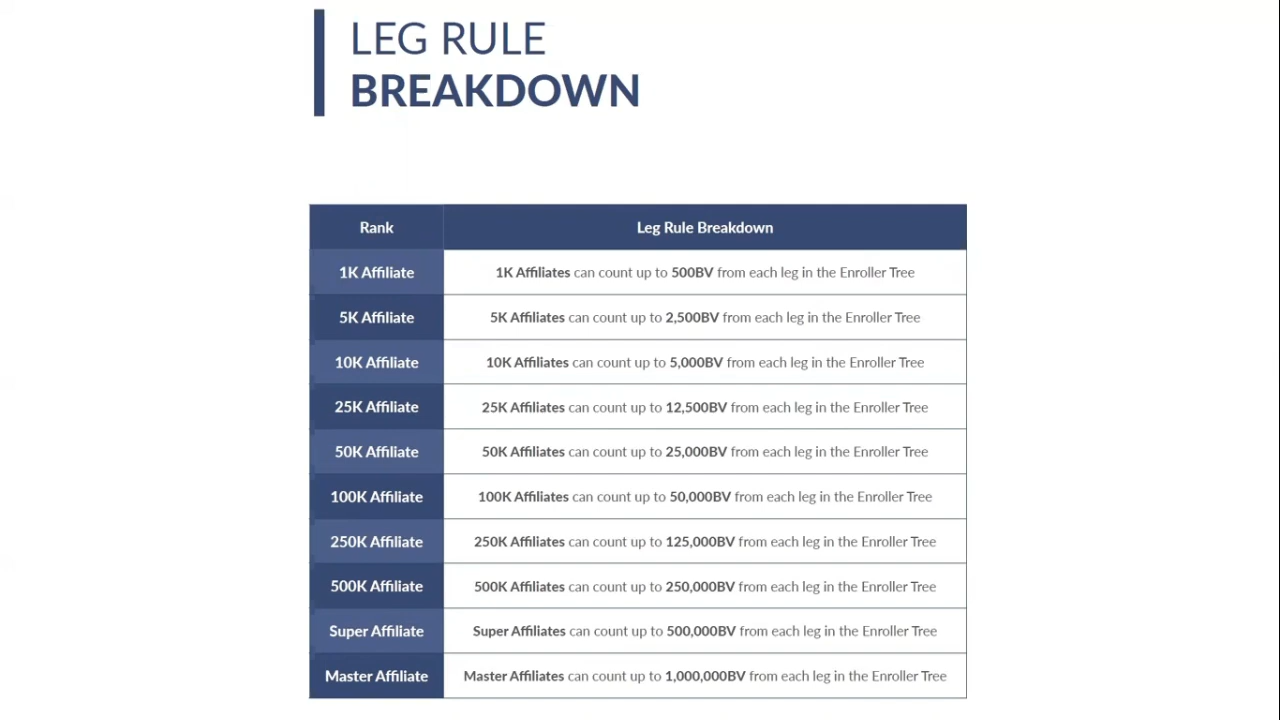 LEG RULE
BREAKDOWN
Rank Leg Rule Breakdown
1K Affiliate 1K Affiliates can count up to 500BV from each leg in the Enroller Tree
5K Affiliate 5K Affiliates can count up to 2,500BV from each leg in the Enroller Tree
10K Affiliate 10K Affiliates can count up to 5,000BV from each leg in the Enroller Tree
25K Affiliate 25K Affiliates can count up to 12,500BV from each leg in the Enroller Tree
50K Affiliate 50K Affiliates can count up to 25,000BV from each leg in the Enroller Tree
100K Affiliate 100K Affiliates can count up to 50,000BV from each leg in the Enroller Tree
250K Affiliate 250K Affiliates can count up to 125,000BV from each leg in the Enroller Tree
500K Affiliate 500K Affiliates can count up to 250,000BV from each leg in the Enroller Tree
Super Affiliate Super Affiliates can count up to 500,000BV from each leg in the Enroller Tree
Master Affiliate Master Affiliates can count up to 1,000,000BV from each leg in the Enroller Tree